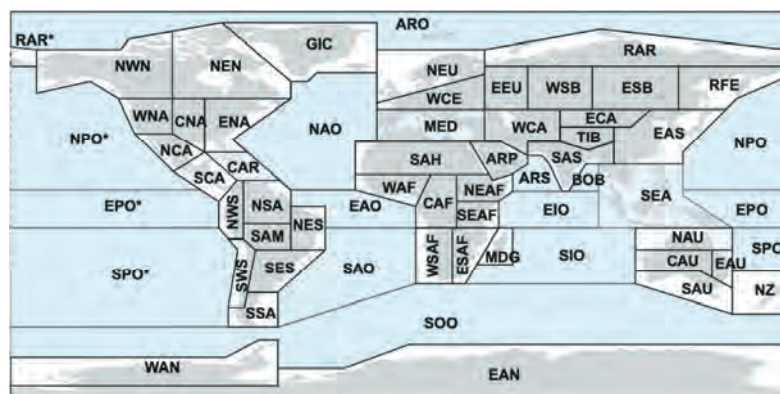 ARO
RAR*
GIC
NWN
NEN
NEU
RAR
WCE
EEU
WSB
ESB
RFE
WNA
CNA
ENA
NPO*
NAO
MED
WCA
ECA
TIB
EAS
NPO
NCA
SCA
CAR
SAH
ARP
SAS
ARS
BOB
WAF
CAF
NEAF
SEAF
SEA
EPO*
NWS
NSA
NES
EAO
EIO
EPO
SAM
SPO*
SWS
SES
SAO
WSAF
ESAF
MDG
SIO
NAU
CAU
EAU
SPO
SAU
NZ
SSA
SOO
WAN
EAN